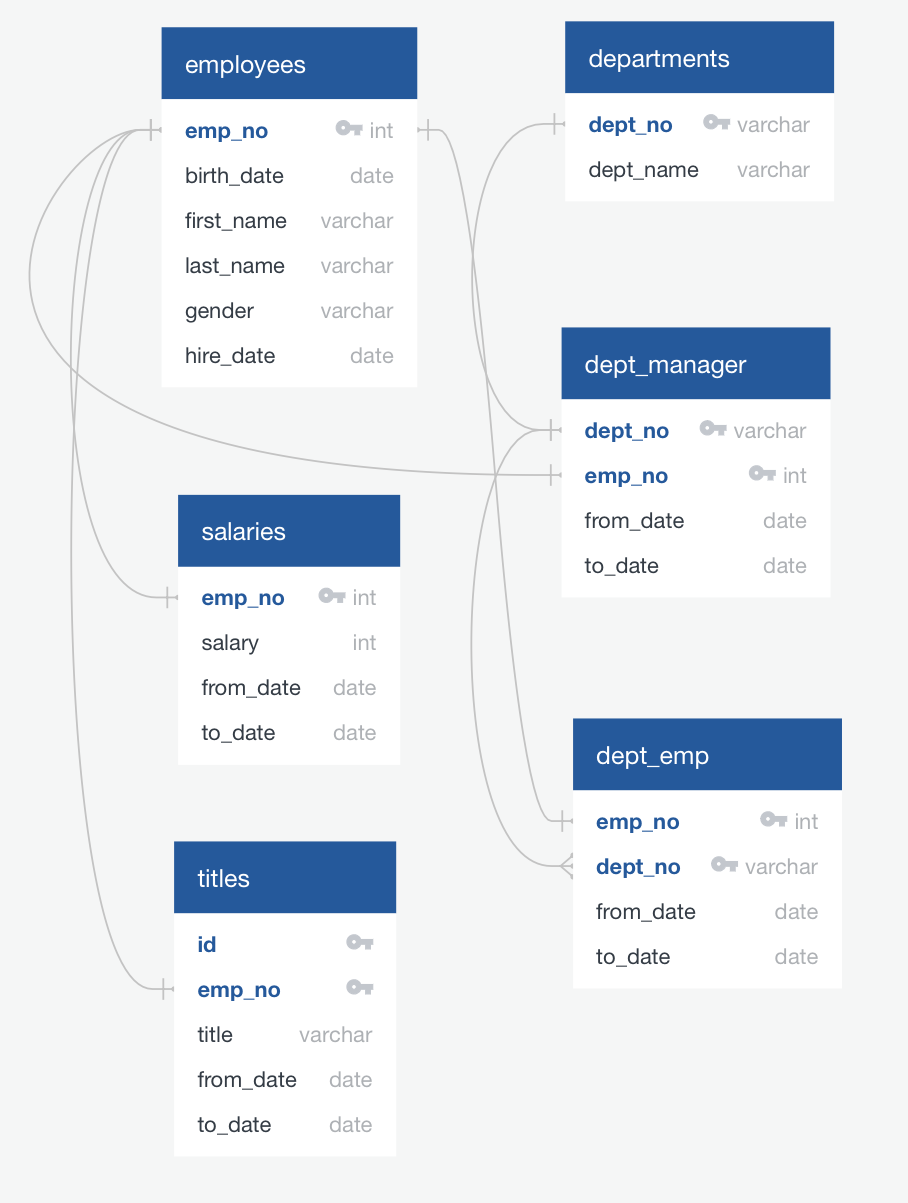 employees
emp_no int
birth_date date
first_name varchar
last_name varchar
gender varchar
hire_date date
departments
dept_no varchar
dept_name varchar
dept_manager
dept_no varchar
emp_no int
from_date date
to_date date
salaries
emp_no int
salary int
from_date date
to_date date
dept_emp
emp_no int
dept_no varchar
from_date date
to_date date
titles
id
emp_no
title varchar
from_date date
to_date date